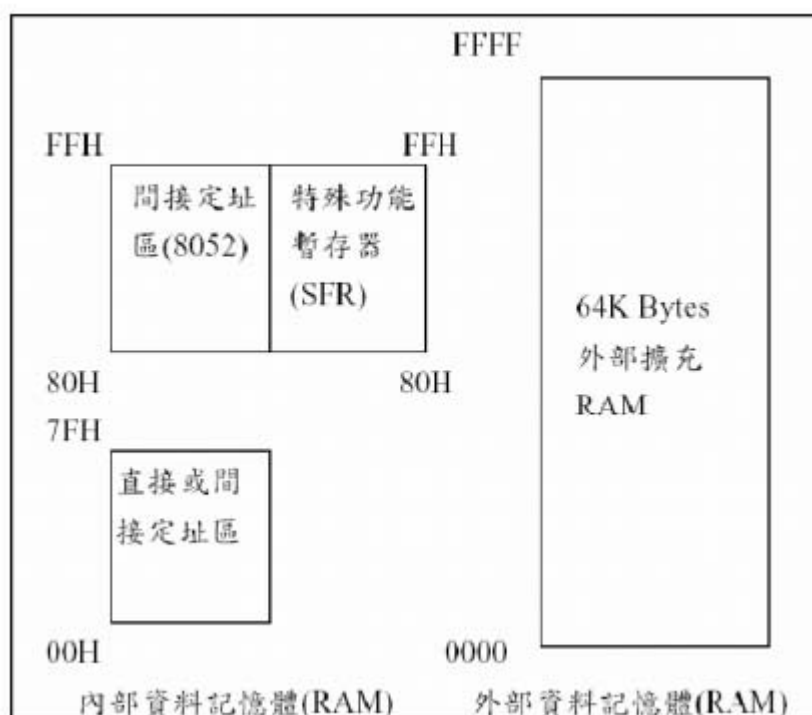 FFFF
FFH
FFH
間接定址
區(8052)
特殊功能
暫存器
(SFR)
80H
80H
7FH
直接或間
接定址區
00H
64K Bytes
外部擴充
RAM
0000
內部資料記憶體(RAM)
外部資料記憶體(RAM)